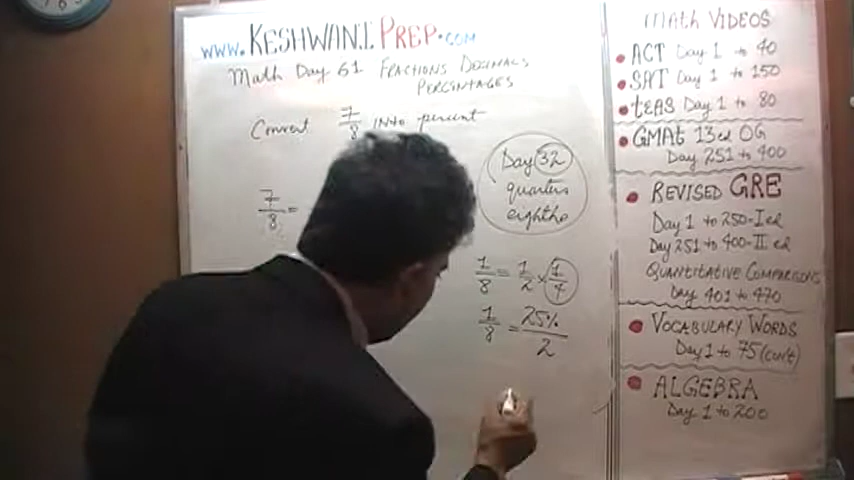 www.KESHWANIPREP.com
Math Day 61 FRACTIONS DECIMALS
PERCENTAGES
Convert 7/8 INTO percent
Day 32
quarters
eighths
7/8 =
1/8 = 1/2 × 1/4
1/8 = 25%/2
MATH VIDEOS
• ACT Day 1 to 40
• SAT Day 1 to 150
• tEAS Day 1 to 80
• GMAt 13 ed OG
Day 251 to 400
• REVISED GRE
Day 1 to 250-I ed
Day 251 to 400-II ed
QUANTITATIVE COMPARISONS
Day 401 to 470
• VOCABULARY WORDS
Day 1 to 75 (con't)
• ALGEBRA
Day 1 to 200